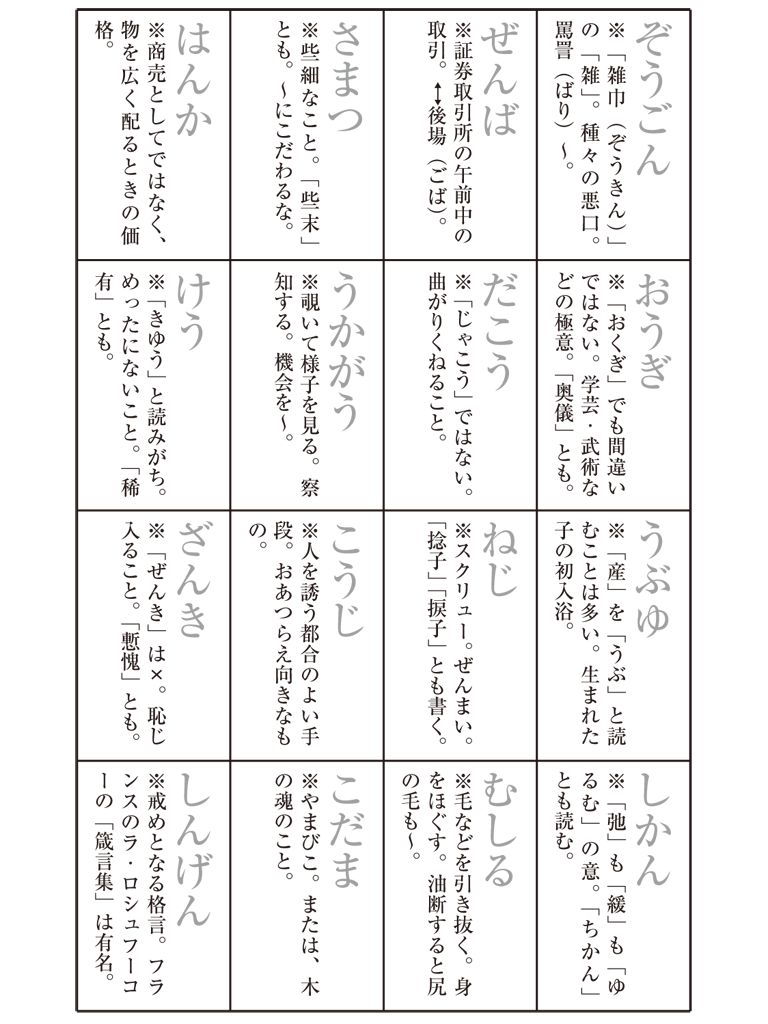 ぞうごん
※「雑巾（ぞうきん）」
の「雑」。種々の悪口。
罵詈（ばり）～。
ぜんば
※証券取引所の午前中の
取引。↔後場（ごば）。
さまつ
※些細なこと。「些末」
とも。～にこだわるな。
はんか
※商売としてではなく、
物を広く配るときの価
格。
おうぎ
※「おくぎ」でも間違い
ではない。学芸・武術な
どの極意。「奥儀」とも。
だこう
※「じゃこう」ではない。
曲がりくねること。
うかがう
※覗いて様子を見る。察
知する。機会を～。
けう
※「きゆう」と読みがち。
めったにないこと。「稀
有」とも。
うぶゆ
※「産」を「うぶ」と読
むことは多い。生まれた
子の初入浴。
ねじ
※スクリュー。ぜんまい。
「捻子」「捩子」とも書く。
こうじ
※人を誘う都合のよい手
段。おあつらえ向きなも
の。
ざんき
※「ぜんき」は×。恥じ
入ること。「慙愧」とも。
しかん
※「弛」も「緩」も「ゆ
るむ」の意。「ちかん」
とも読む。
むしる
※毛などを引き抜く。身
をほぐす。油断すると尻
の毛も～。
こだま
※やまびこ。または、木
の魂のこと。
しんげん
※戒めとなる格言。フラ
ンスのラ・ロシュフーコ
ーの「箴言集」は有名。